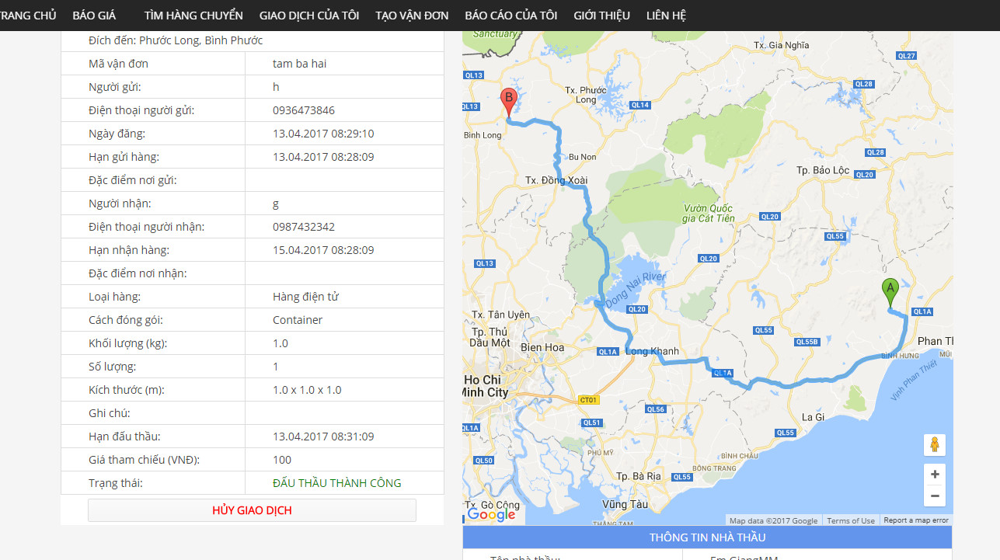 TRANG CHỦ BÁO GIÁ TÌM HÀNG CHUYỂN GIAO DỊCH CỦA TÔI TẠO VẬN ĐƠN BÁO CÁO CỦA TÔI GIỚI THIỆU LIÊN HỆ
Đích đến: Phước Long, Bình Phước
Mã vận đơn tam ba hai
Người gửi: h
Điện thoại người gửi: 0936473846
Ngày đăng: 13.04.2017 08:29:10
Hạn gửi hàng: 13.04.2017 08:28:09
Đặc điểm nơi gửi:
Người nhận: g
Điện thoại người nhận: 0987432342
Hạn nhận hàng: 15.04.2017 08:28:09
Đặc điểm nơi nhận:
Loại hàng: Hàng điện tử
Cách đóng gói: Container
Khối lượng (kg): 1.0
Số lượng: 1
Kích thước (m): 1.0 x 1.0 x 1.0
Ghi chú:
Hạn đấu thầu: 13.04.2017 08:31:09
Giá tham chiếu (VNĐ): 100
Trạng thái: ĐẤU THẦU THÀNH CÔNG
HỦY GIAO DỊCH
Sanctuary
Tx. Gia Nghĩa
QL27
QL13
QL28
B
Tx. Phước
Long
QL14
QL13
Bình Long
Bu Non
QL28
Tx. Bảo Lộc
QL20
Tx. Đồng Xoài
Vườn Quốc
gia Cát Tiên
QL20
QL55
QL13
QL20
Dong Nai River
A
QL20
QL1A
Tx. Tân Uyên
Tp. Thủ
Dầu Một
QL55
QL55B
Bien Hoa
QL1A
Long Khanh
Phan Th
BÌNH HƯNG
MŨI
QL1A
Vịnh Phan Thiết
Ho Chi
Minh City
CT01
QL56
La Gi
QL51
QL1A
QL55
PHÚ MỸ
QL50
BÌNH CHÂU
BÔNG TRANG
Tp. Bà Rịa
QL55
Tx. Gò Công
Vũng Tàu
THẮNG TAM
Google
+
−
Map data ©2017 Google Terms of Use Report a map error
THÔNG TIN NHÀ THẦU
Tên nhà thầu: Em GiangMM